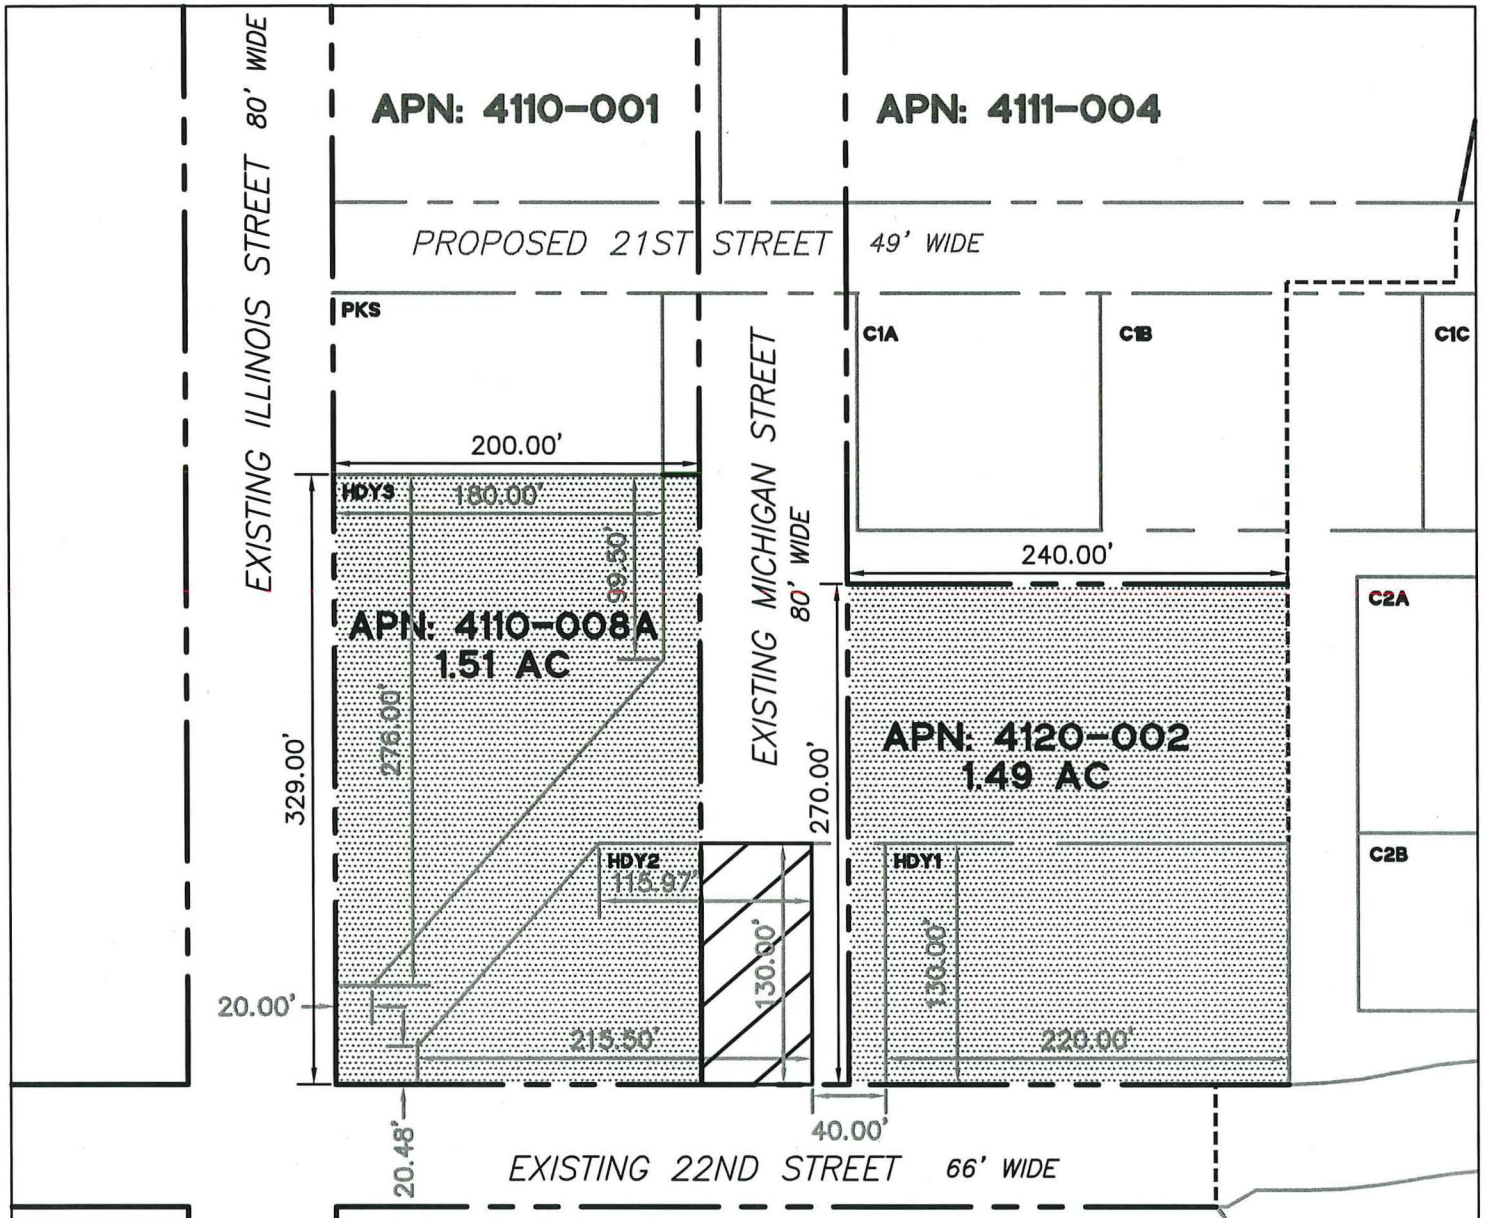 EXISTING ILLINOIS STREET 80' WIDE
APN: 4110-001
APN: 4111-004
PROPOSED 21ST STREET 49' WIDE
PKS
C1A
C1B
C1C
EXISTING MICHIGAN STREET
80' WIDE
200.00'
HDY3
180.00'
99.50'
240.00'
C2A
APN: 4110-008A
1.51 AC
276.00'
329.00'
270.00'
APN: 4120-002
1.49 AC
HDY2
115.97'
HDY1
C2B
130.00'
130.00'
20.00'
215.50'
220.00'
40.00'
20.48'
EXISTING 22ND STREET 66' WIDE